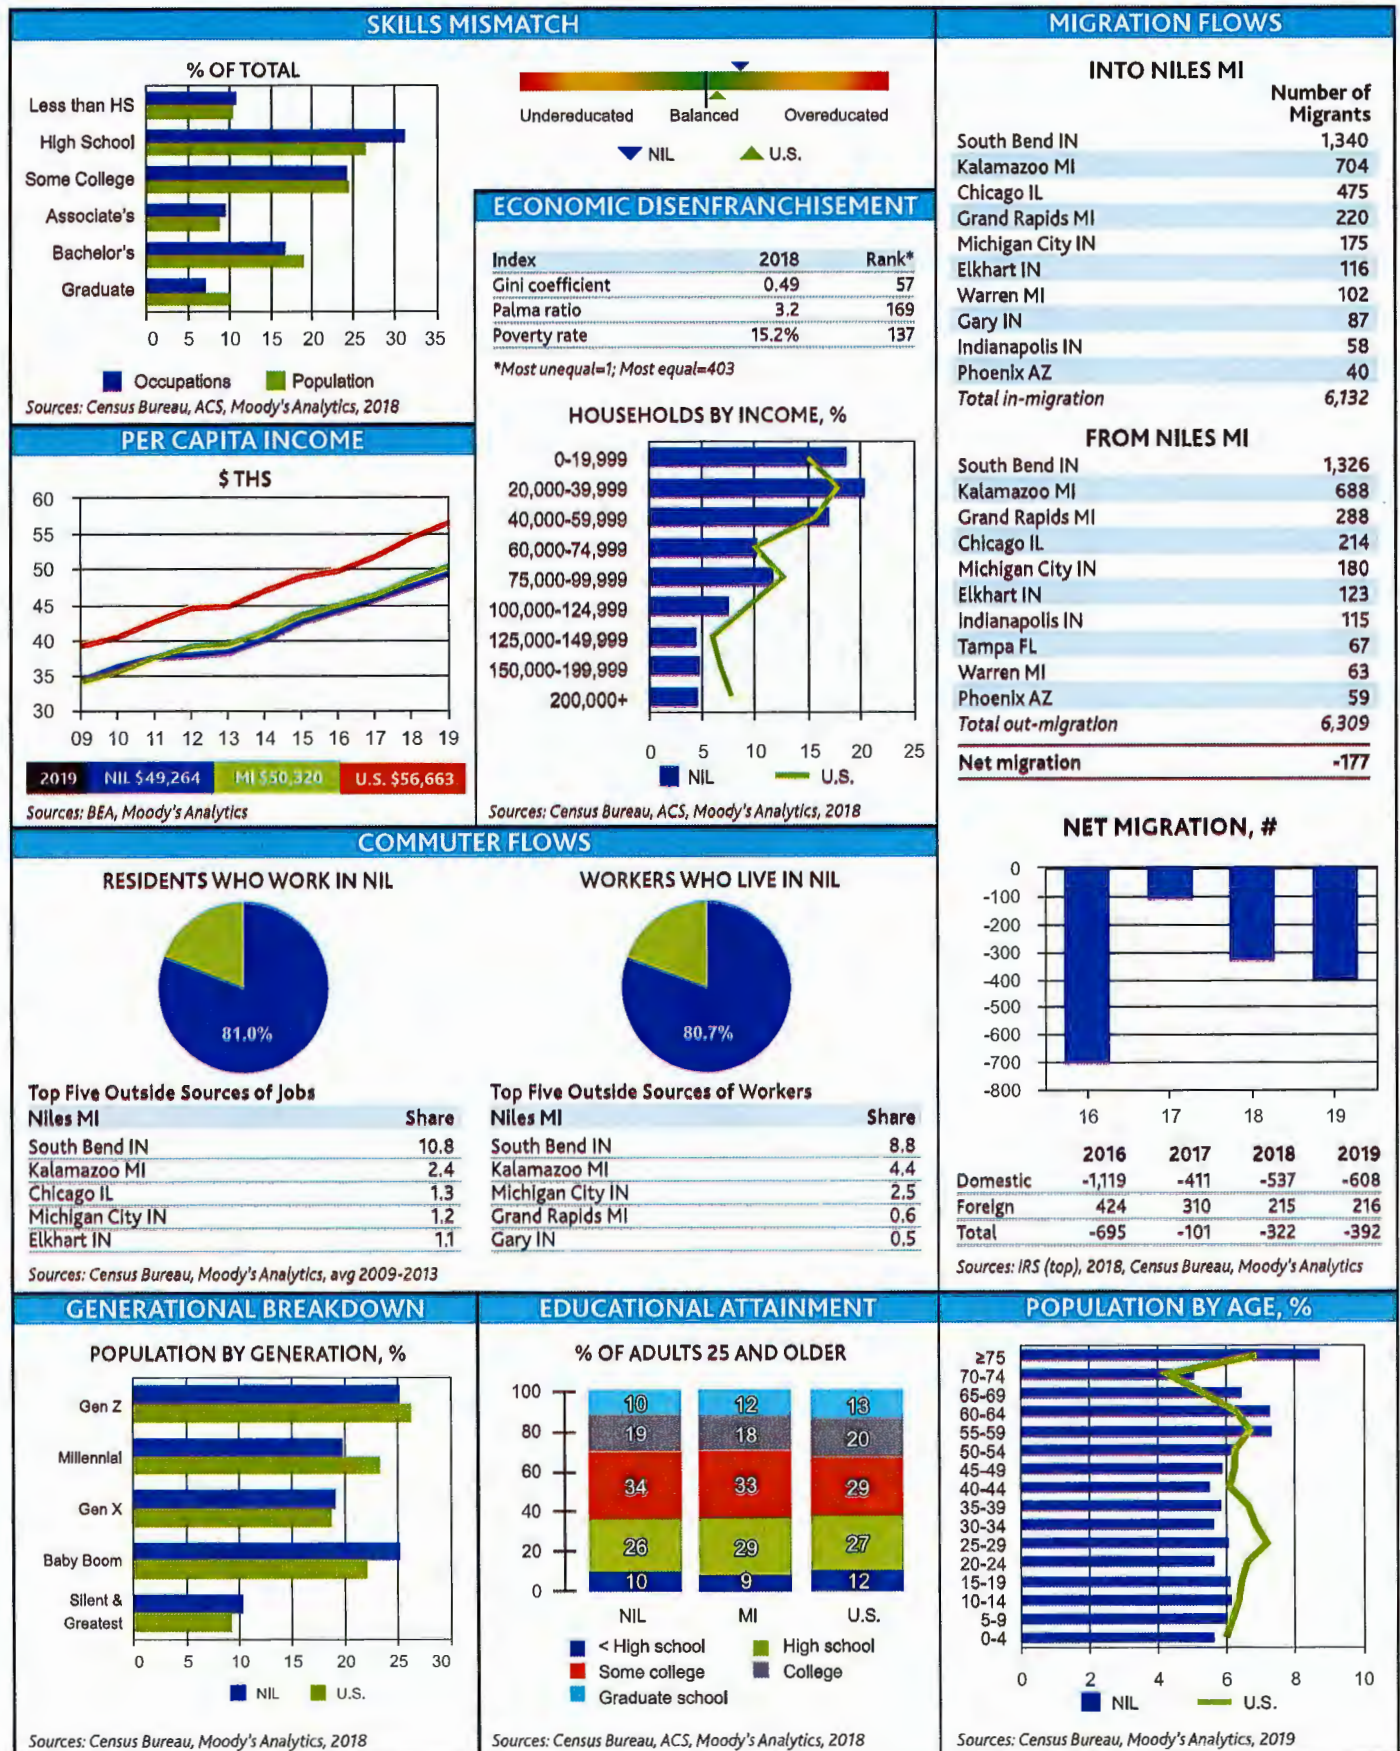 SKILLS MISMATCH
% OF TOTAL
Less than HS
High School
Some College
Associate's
Bachelor's
Graduate
0 5 10 15 20 25 30 35
Occupations Population
Sources: Census Bureau, ACS, Moody's Analytics, 2018
Undereducated Balanced Overeducated
NIL U.S.
ECONOMIC DISENFRANCHISEMENT
Index 2018 Rank*
Gini coefficient 0.49 57
Palma ratio 3.2 169
Poverty rate 15.2% 137
*Most unequal=1; Most equal=403
HOUSEHOLDS BY INCOME, %
0-19,999
20,000-39,999
40,000-59,999
60,000-74,999
75,000-99,999
100,000-124,999
125,000-149,999
150,000-199,999
200,000+
0 5 10 15 20 25
NIL U.S.
Sources: Census Bureau, ACS, Moody's Analytics, 2018
PER CAPITA INCOME
$ THS
60
55
50
45
40
35
30
09 10 11 12 13 14 15 16 17 18 19
2019 NIL $49,264 MI $50,320 U.S. $56,663
Sources: BEA, Moody's Analytics
MIGRATION FLOWS
INTO NILES MI
Number of
Migrants
South Bend IN 1,340
Kalamazoo MI 704
Chicago IL 475
Grand Rapids MI 220
Michigan City IN 175
Elkhart IN 116
Warren MI 102
Gary IN 87
Indianapolis IN 58
Phoenix AZ 40
Total in-migration 6,132
FROM NILES MI
South Bend IN 1,326
Kalamazoo MI 688
Grand Rapids MI 288
Chicago IL 214
Michigan City IN 180
Elkhart IN 123
Indianapolis IN 115
Tampa FL 67
Warren MI 63
Phoenix AZ 59
Total out-migration 6,309
Net migration -177
NET MIGRATION, #
0
-100
-200
-300
-400
-500
-600
-700
-800
16 17 18 19
2016 2017 2018 2019
Domestic -1,119 -411 -537 -608
Foreign 424 310 215 216
Total -695 -101 -322 -392
Sources: IRS (top), 2018, Census Bureau, Moody's Analytics
COMMUTER FLOWS
RESIDENTS WHO WORK IN NIL
81.0%
Top Five Outside Sources of Jobs
Niles MI Share
South Bend IN 10.8
Kalamazoo MI 2.4
Chicago IL 1.3
Michigan City IN 1.2
Elkhart IN 1.1
Sources: Census Bureau, Moody's Analytics, avg 2009-2013
WORKERS WHO LIVE IN NIL
80.7%
Top Five Outside Sources of Workers
Niles MI Share
South Bend IN 8.8
Kalamazoo MI 4.4
Michigan City IN 2.5
Grand Rapids MI 0.6
Gary IN 0.5
GENERATIONAL BREAKDOWN
POPULATION BY GENERATION, %
Gen Z
Millennial
Gen X
Baby Boom
Silent &
Greatest
0 5 10 15 20 25 30
NIL U.S.
Sources: Census Bureau, Moody's Analytics, 2018
EDUCATIONAL ATTAINMENT
% OF ADULTS 25 AND OLDER
100
80
60
40
20
0
10 12 13
19 18 20
34 33 29
26 29 27
10 9 12
NIL MI U.S.
< High school High school
Some college College
Graduate school
Sources: Census Bureau, ACS, Moody's Analytics, 2018
POPULATION BY AGE, %
≥75
70-74
65-69
60-64
55-59
50-54
45-49
40-44
35-39
30-34
25-29
20-24
15-19
10-14
5-9
0-4
0 2 4 6 8 10
NIL U.S.
Sources: Census Bureau, Moody's Analytics, 2019